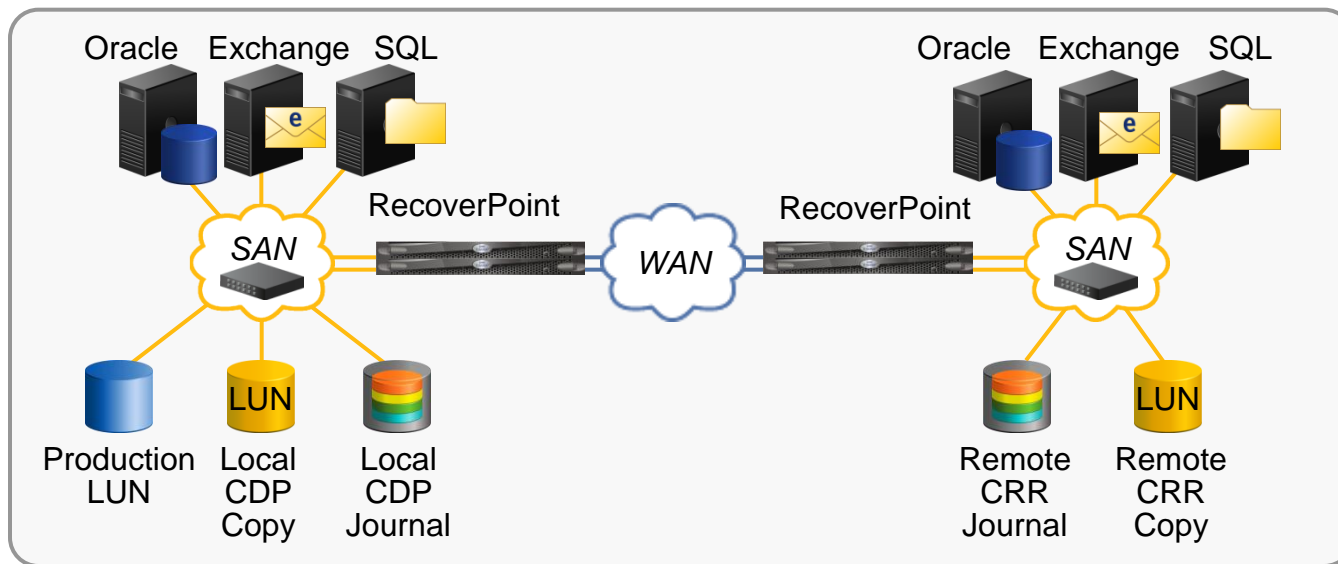 Oracle Exchange SQL
Oracle Exchange SQL
e
e
RecoverPoint
RecoverPoint
SAN
WAN
SAN
LUN
LUN
Production
LUN
Local
CDP
Copy
Local
CDP
Journal
Remote
CRR
Journal
Remote
CRR
Copy